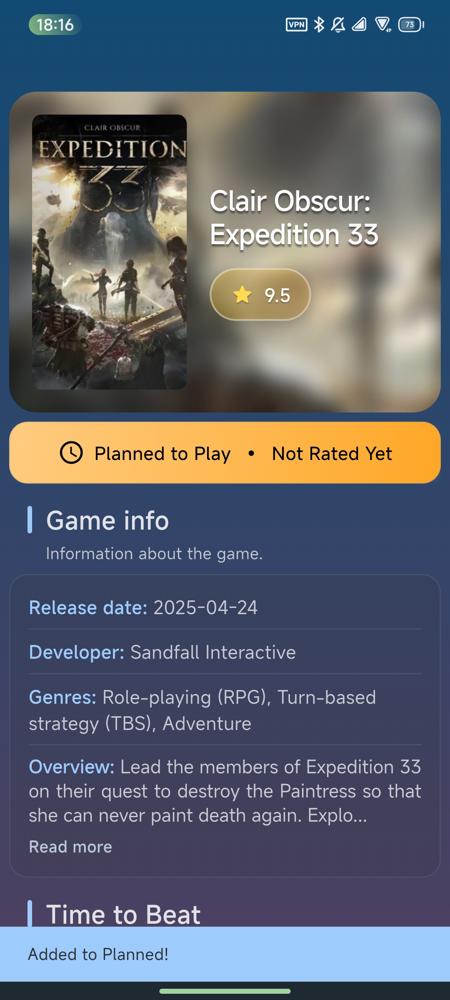 18:16
VPN
73
CLAIR OBSCUR
EXPEDITION
33
Clair Obscur:
Expedition 33
9.5
Planned to Play • Not Rated Yet
Game info
Information about the game.
Release date: 2025-04-24
Developer: Sandfall Interactive
Genres: Role-playing (RPG), Turn-based
strategy (TBS), Adventure
Overview: Lead the members of Expedition 33
on their quest to destroy the Paintress so that
she can never paint death again. Explo...
Read more
Time to Beat
Added to Planned!